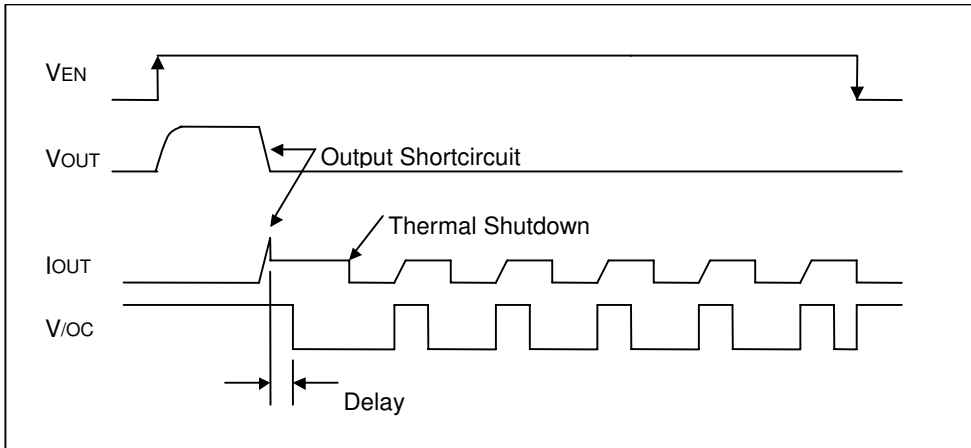 VEN
VOUT
Output Shortcircuit
Thermal Shutdown
IOUT
V/OC
Delay